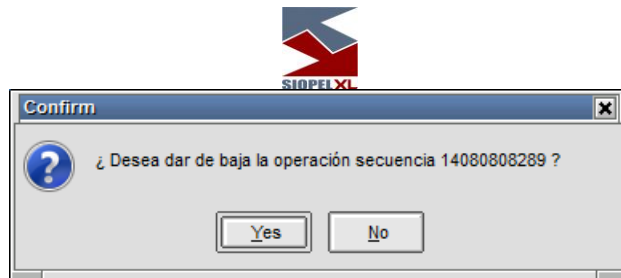 SIOPELXL
Confirm
¿ Desea dar de baja la operación secuencia 14080808289 ?
Yes No